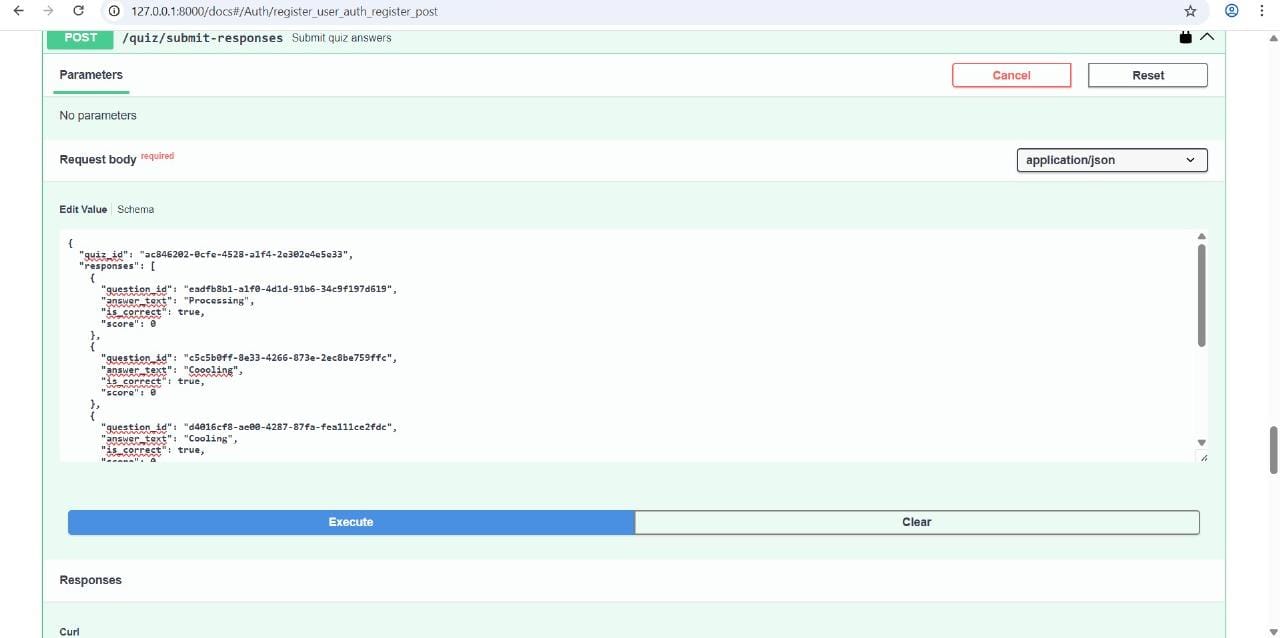 127.0.0.1:8000/docs#/Auth/register_user_auth_register_post
POST /quiz/submit-responses Submit quiz answers
Parameters
Cancel
Reset
No parameters
Request body required
application/json
Edit Value Schema
{
"quiz_id": "ac846202-0cfe-4528-a1f4-2e302e4e5e33",
"responses": [
{
"question_id": "eadfb8b1-a1f0-4d1d-91b6-34c9f197d619",
"answer_text": "Processing",
"is_correct": true,
"score": 0
},
{
"question_id": "c5c5b0ff-8e33-4266-873e-2ec8be759ffc",
"answer_text": "Coooling",
"is_correct": true,
"score": 0
},
{
"question_id": "d4016cf8-ae00-4287-87fa-fea111ce2fdc",
"answer_text": "Cooling",
"is_correct": true,
"score": 0
Execute
Clear
Responses
Curl